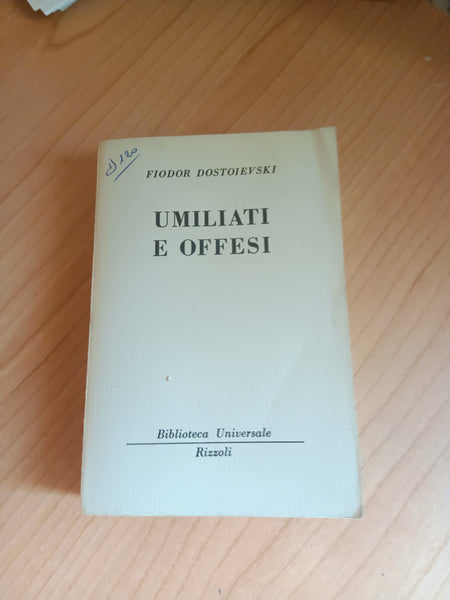 FIODOR DOSTOIEVSKI
UMILIATI
E OFFESI
Biblioteca Universale
Rizzoli